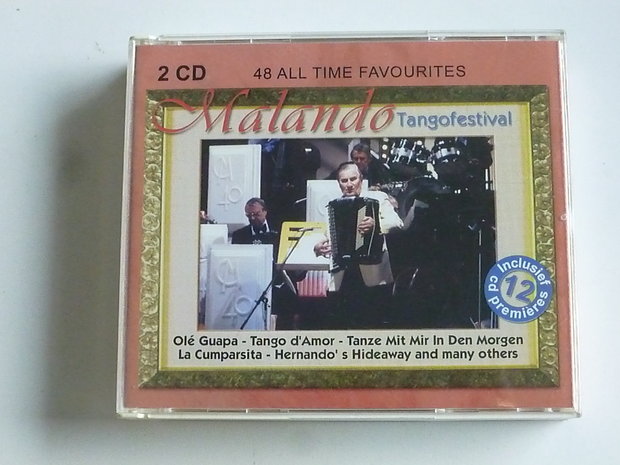 2 CD 48 ALL TIME FAVOURITES
Malando Tangofestival
Inclusief
12
cd premieres
Olé Guapa - Tango d'Amor - Tanze Mit Mir In Den Morgen
La Cumparsita - Hernando's Hideaway and many others